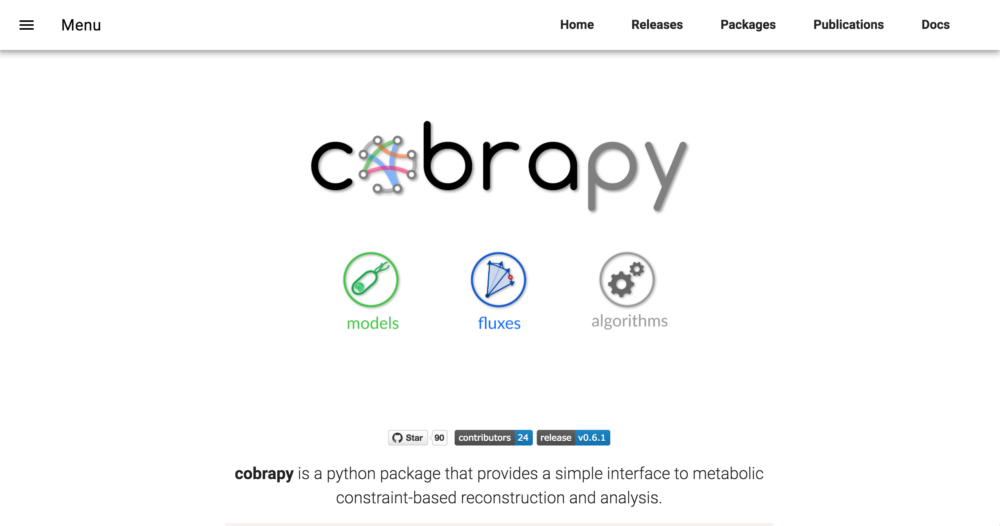 Menu
Home Releases Packages Publications Docs
cobrapy
models fluxes algorithms
Star 90 contributors 24 release v0.6.1
cobrapy is a python package that provides a simple interface to metabolic
constraint-based reconstruction and analysis.